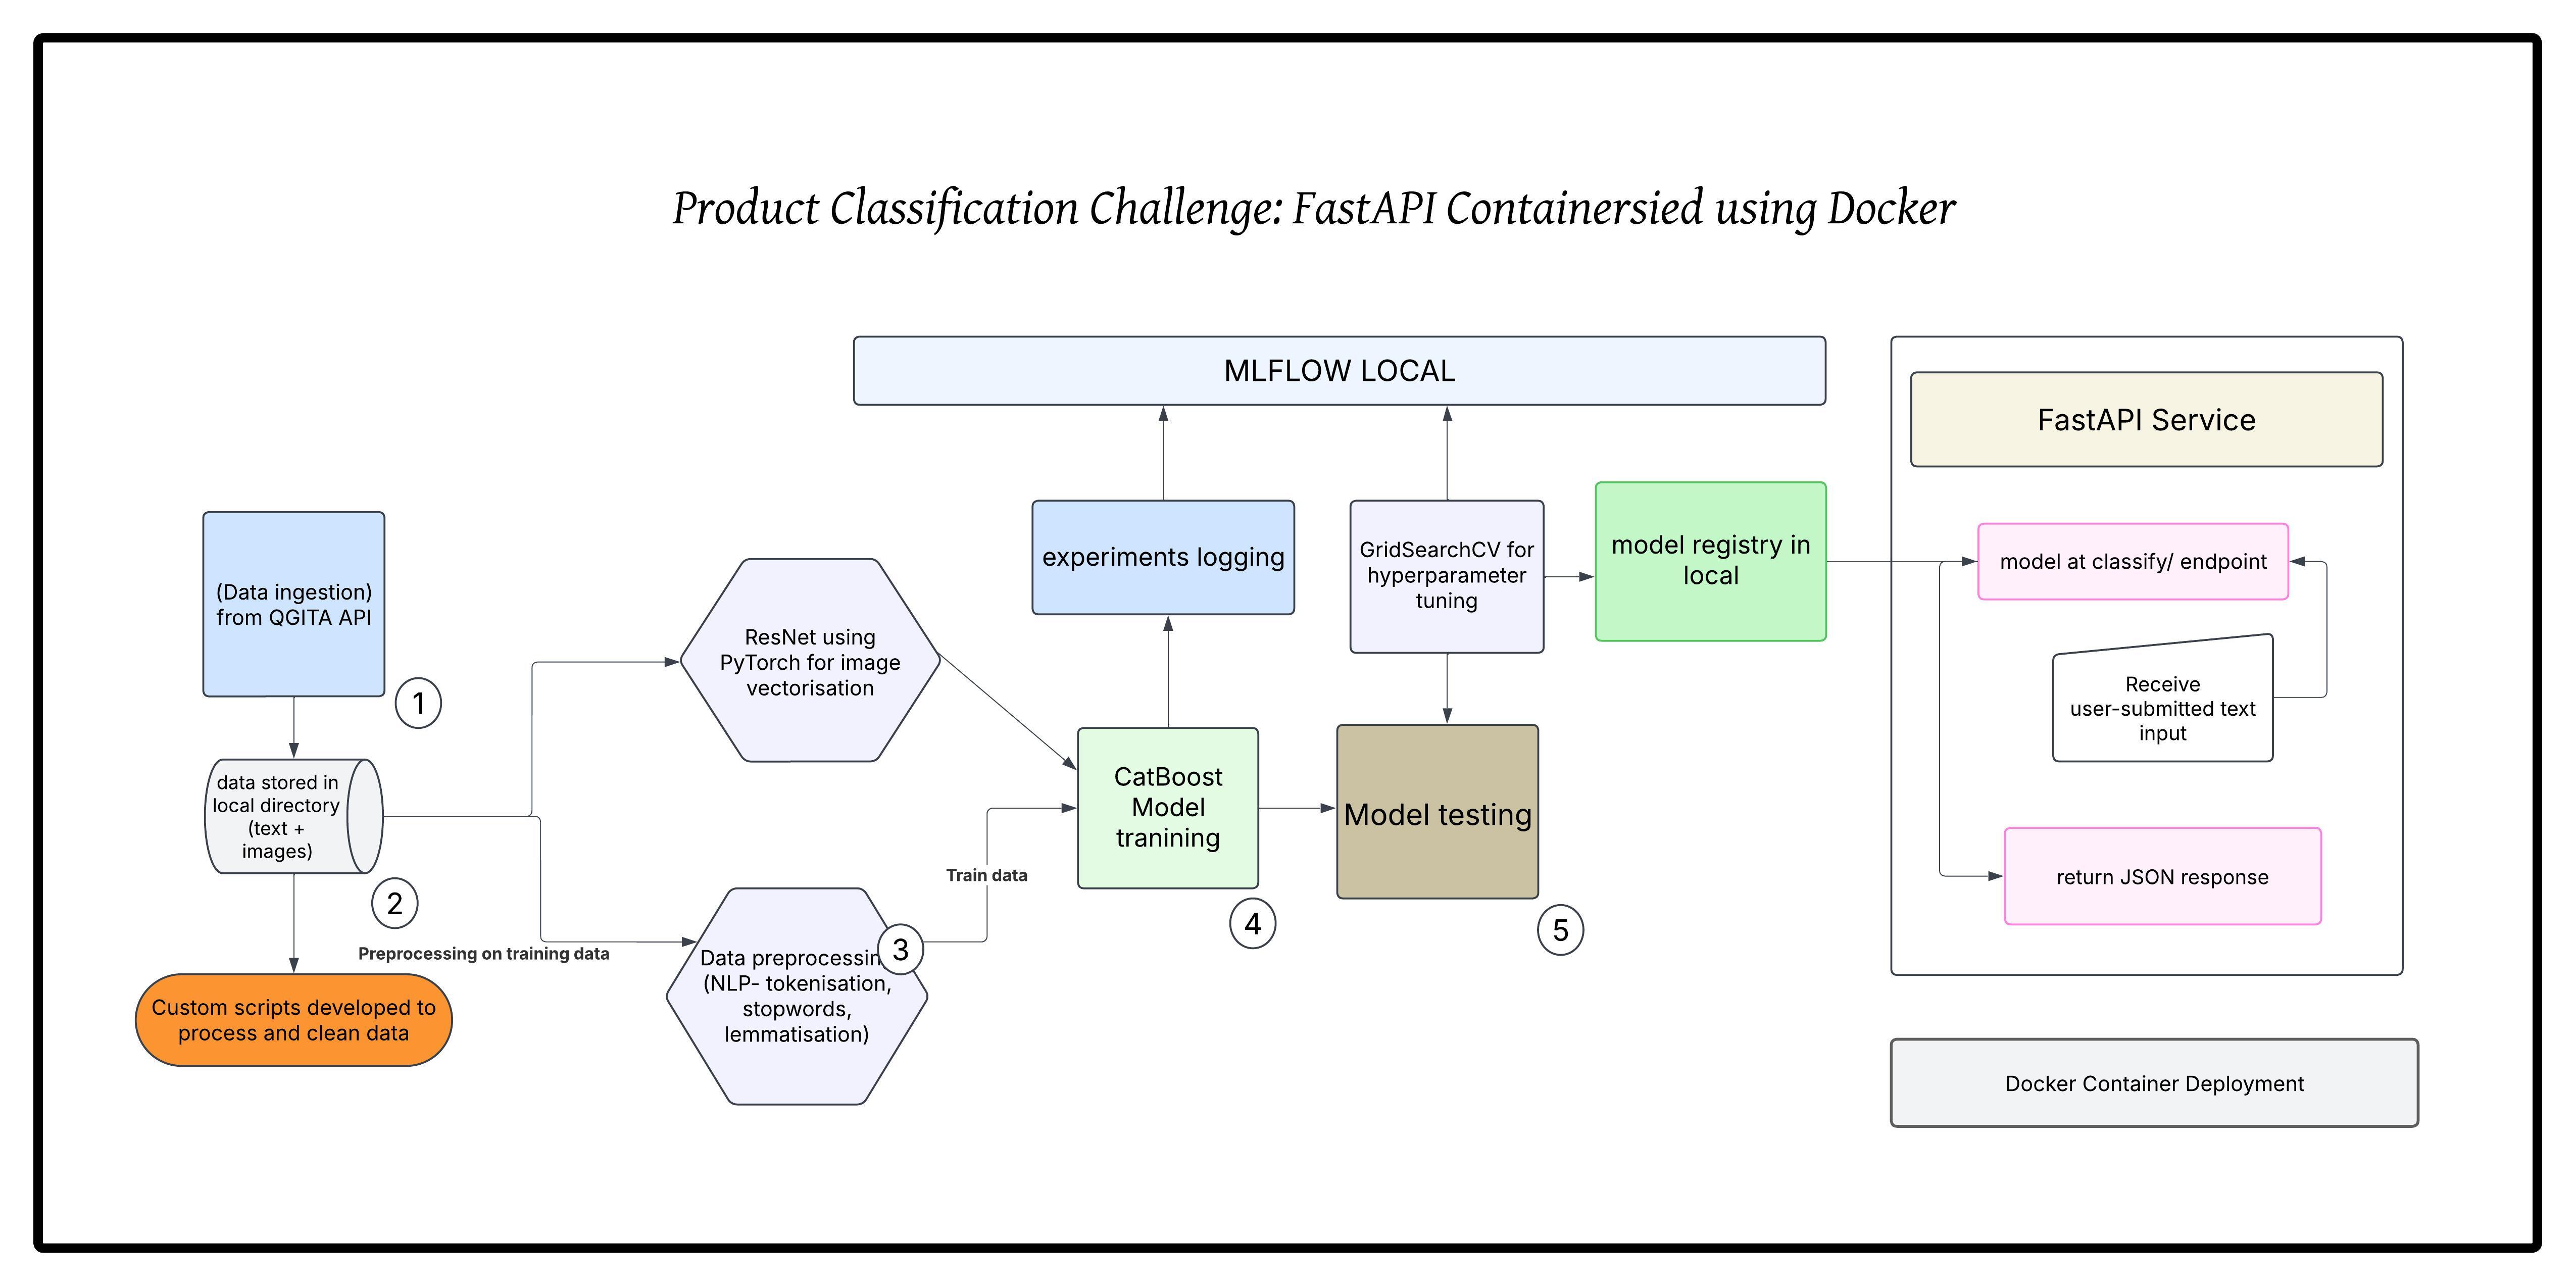 Product Classification Challenge: FastAPI Containersied using Docker
MLFLOW LOCAL
FastAPI Service
(Data ingestion)
from QGITA API
1
data stored in
local directory
(text +
images)
2
Custom scripts developed to
process and clean data
Preprocessing on training data
ResNet using
PyTorch for image
vectorisation
Data preprocessin
(NLP- tokenisation,
stopwords,
lemmatisation)
3
Train data
experiments logging
CatBoost
Model
tranining
4
GridSearchCV for
hyperparameter
tuning
Model testing
5
model registry in
local
model at classify/ endpoint
Receive
user-submitted text
input
return JSON response
Docker Container Deployment